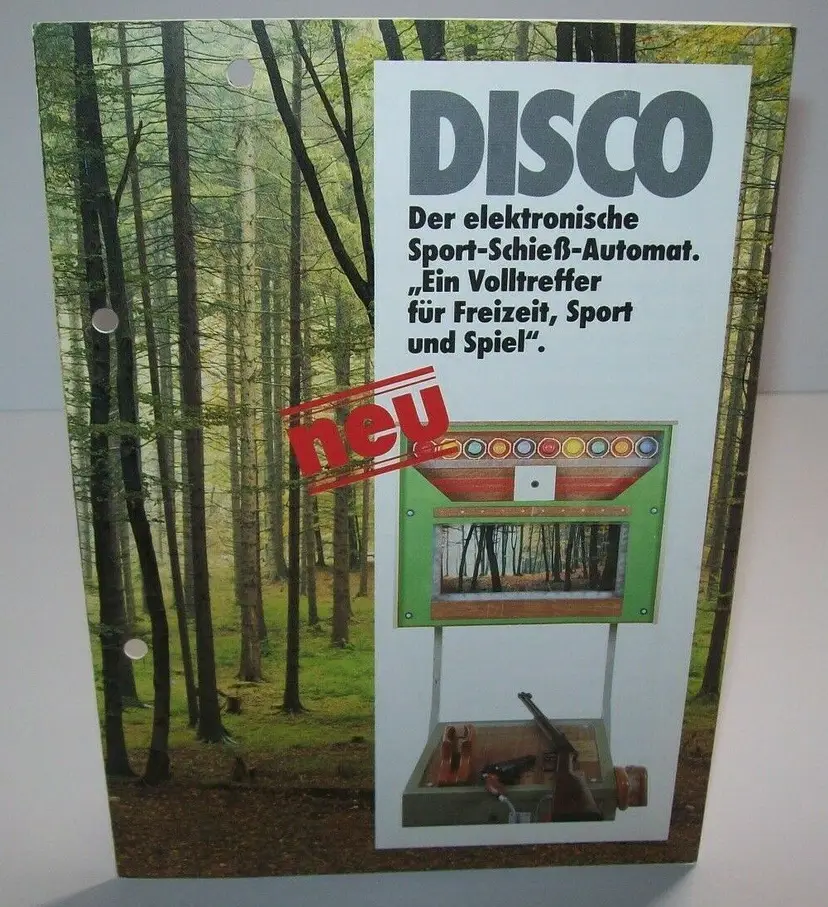 DISCO
Der elektronische
Sport-Schieß-Automat.
„Ein Volltreffer
für Freizeit, Sport
und Spiel“.
neu